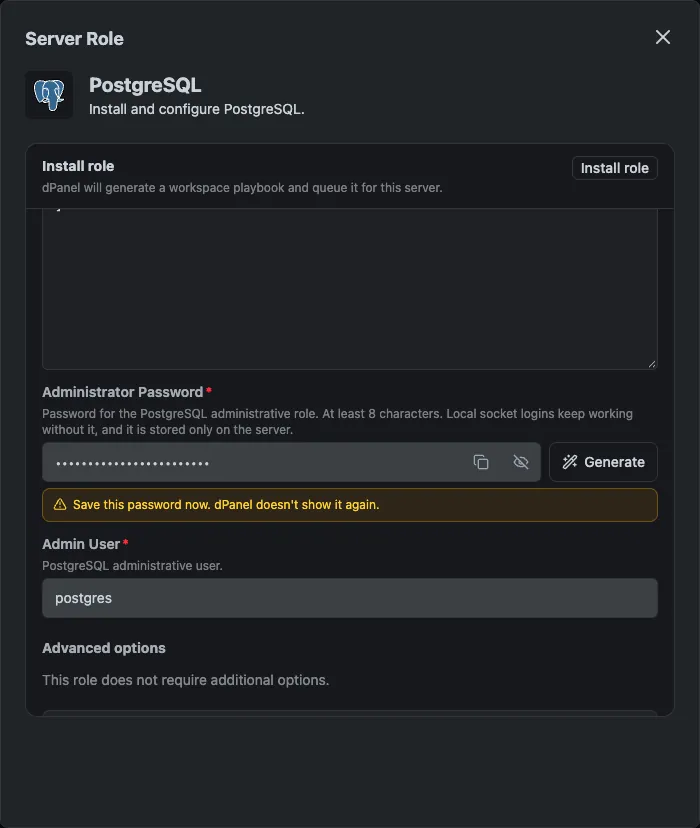 Server Role
PostgreSQL
Install and configure PostgreSQL.
Install role
Install role
dPanel will generate a workspace playbook and queue it for this server.
Administrator Password *
Password for the PostgreSQL administrative role. At least 8 characters. Local socket logins keep working
without it, and it is stored only on the server.
••••••••••••••••••••••••
Generate
Save this password now. dPanel doesn't show it again.
Admin User *
PostgreSQL administrative user.
postgres
Advanced options
This role does not require additional options.